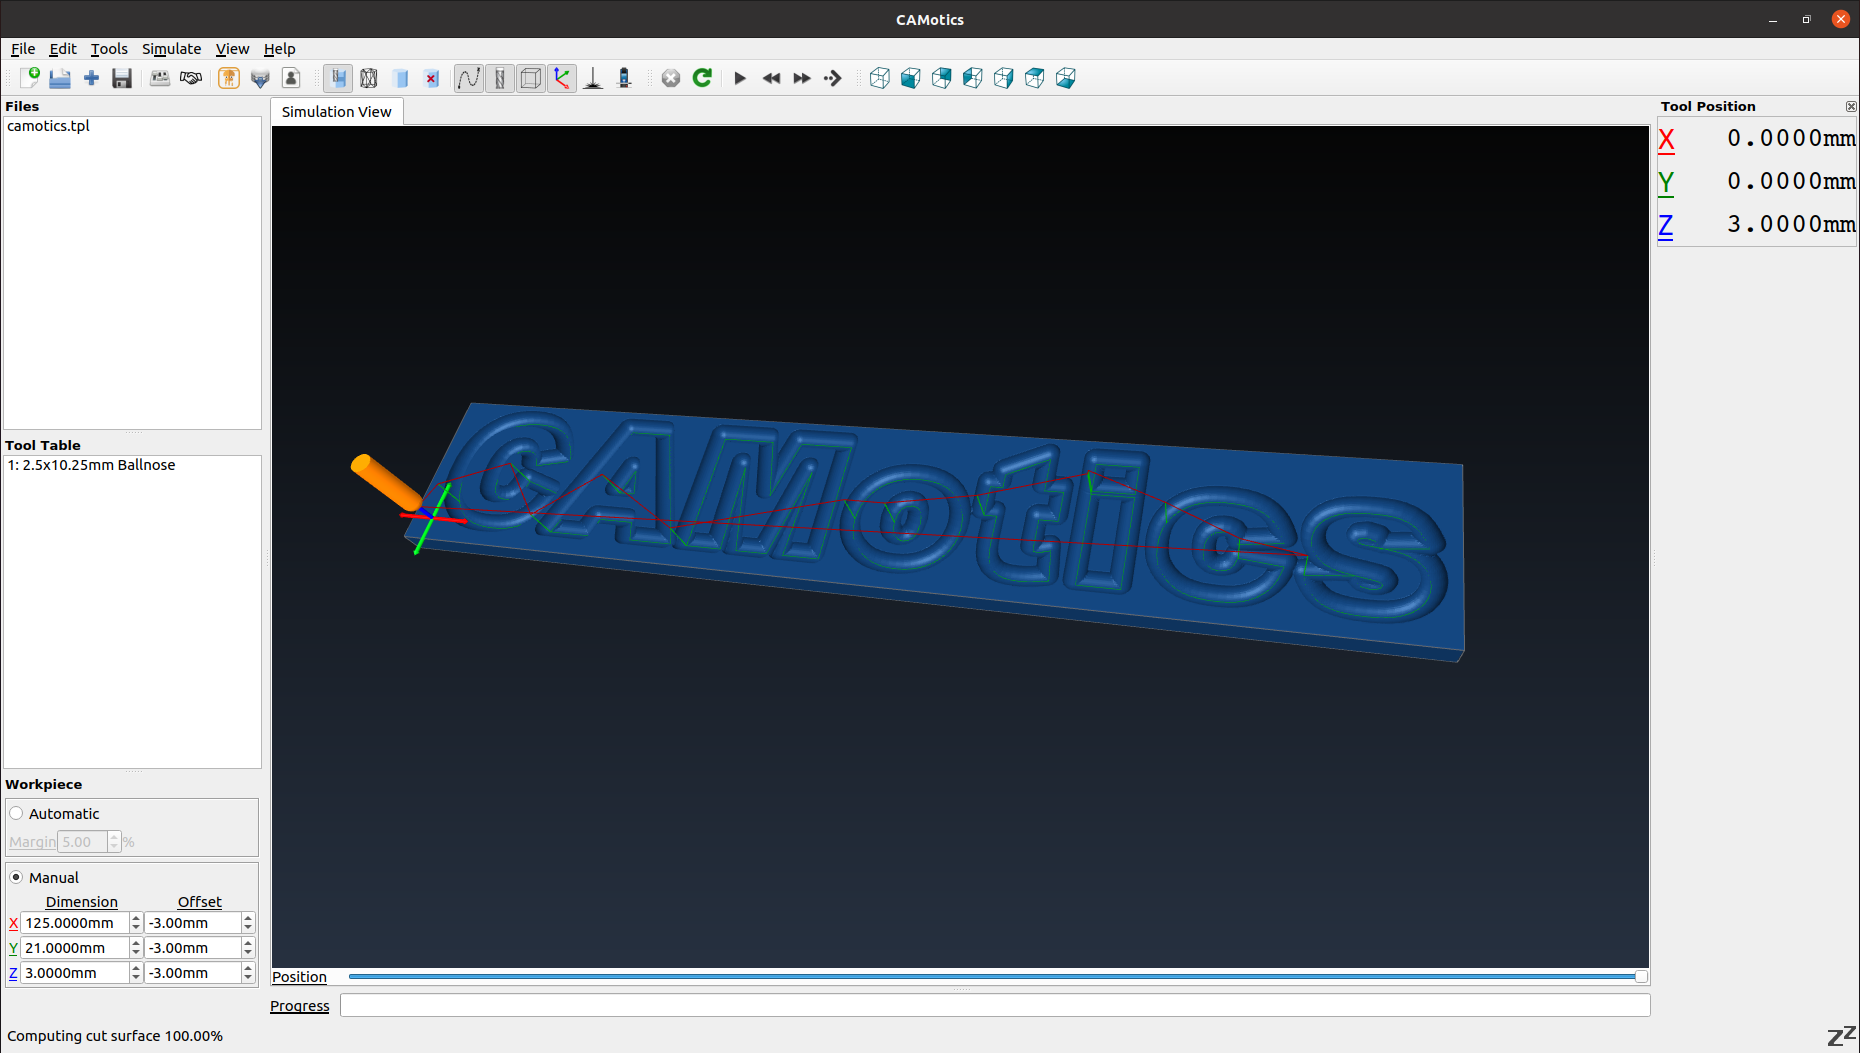 CAMotics
File Edit Tools Simulate View Help
Files
camotics.tpl
Tool Table
1: 2.5x10.25mm Ballnose
Workpiece
Automatic
Margin 5.00 %
Manual
Dimension Offset
X 125.0000mm -3.00mm
Y 21.0000mm -3.00mm
Z 3.0000mm -3.00mm
Simulation View
CAMotics
Position
Progress
Tool Position
X 0.0000mm
Y 0.0000mm
Z 3.0000mm
Computing cut surface 100.00%
zz